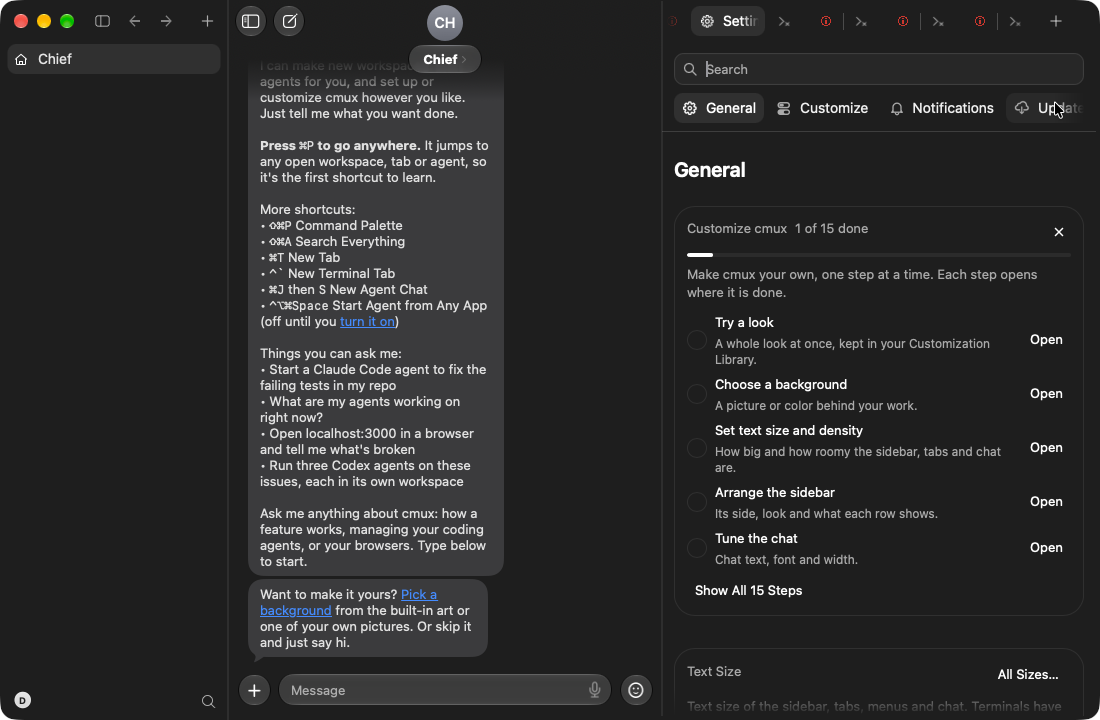 Chief
CH
Chief
I can make new
agents for you, and set up or
customize cmux however you like.
Just tell me what you want done.
Press ⌘P to go anywhere. It jumps to
any open workspace, tab or agent, so
it's the first shortcut to learn.
More shortcuts:
• ⇧⌘P Command Palette
• ⇧⌘A Search Everything
• ⌘T New Tab
• ^` New Terminal Tab
• ⌘J then S New Agent Chat
• ^⌥⌘Space Start Agent from Any App
(off until you turn it on)
Things you can ask me:
• Start a Claude Code agent to fix the
failing tests in my repo
• What are my agents working on
right now?
• Open localhost:3000 in a browser
and tell me what's broken
• Run three Codex agents on these
issues, each in its own workspace
Ask me anything about cmux: how a
feature works, managing your coding
agents, or your browsers. Type below
to start.
Want to make it yours? Pick a
background from the built-in art or
one of your own pictures. Or skip it
and just say hi.
Message
D
Settin
Search
General
Customize
Notifications
General
Customize cmux 1 of 15 done
Make cmux your own, one step at a time. Each step opens
where it is done.
Try a look
A whole look at once, kept in your Customization
Library.
Open
Choose a background
A picture or color behind your work.
Open
Set text size and density
How big and how roomy the sidebar, tabs and chat
are.
Open
Arrange the sidebar
Its side, look and what each row shows.
Open
Tune the chat
Chat text, font and width.
Open
Show All 15 Steps
Text Size
All Sizes...
Text size of the sidebar, tabs, menus and chat. Terminals have